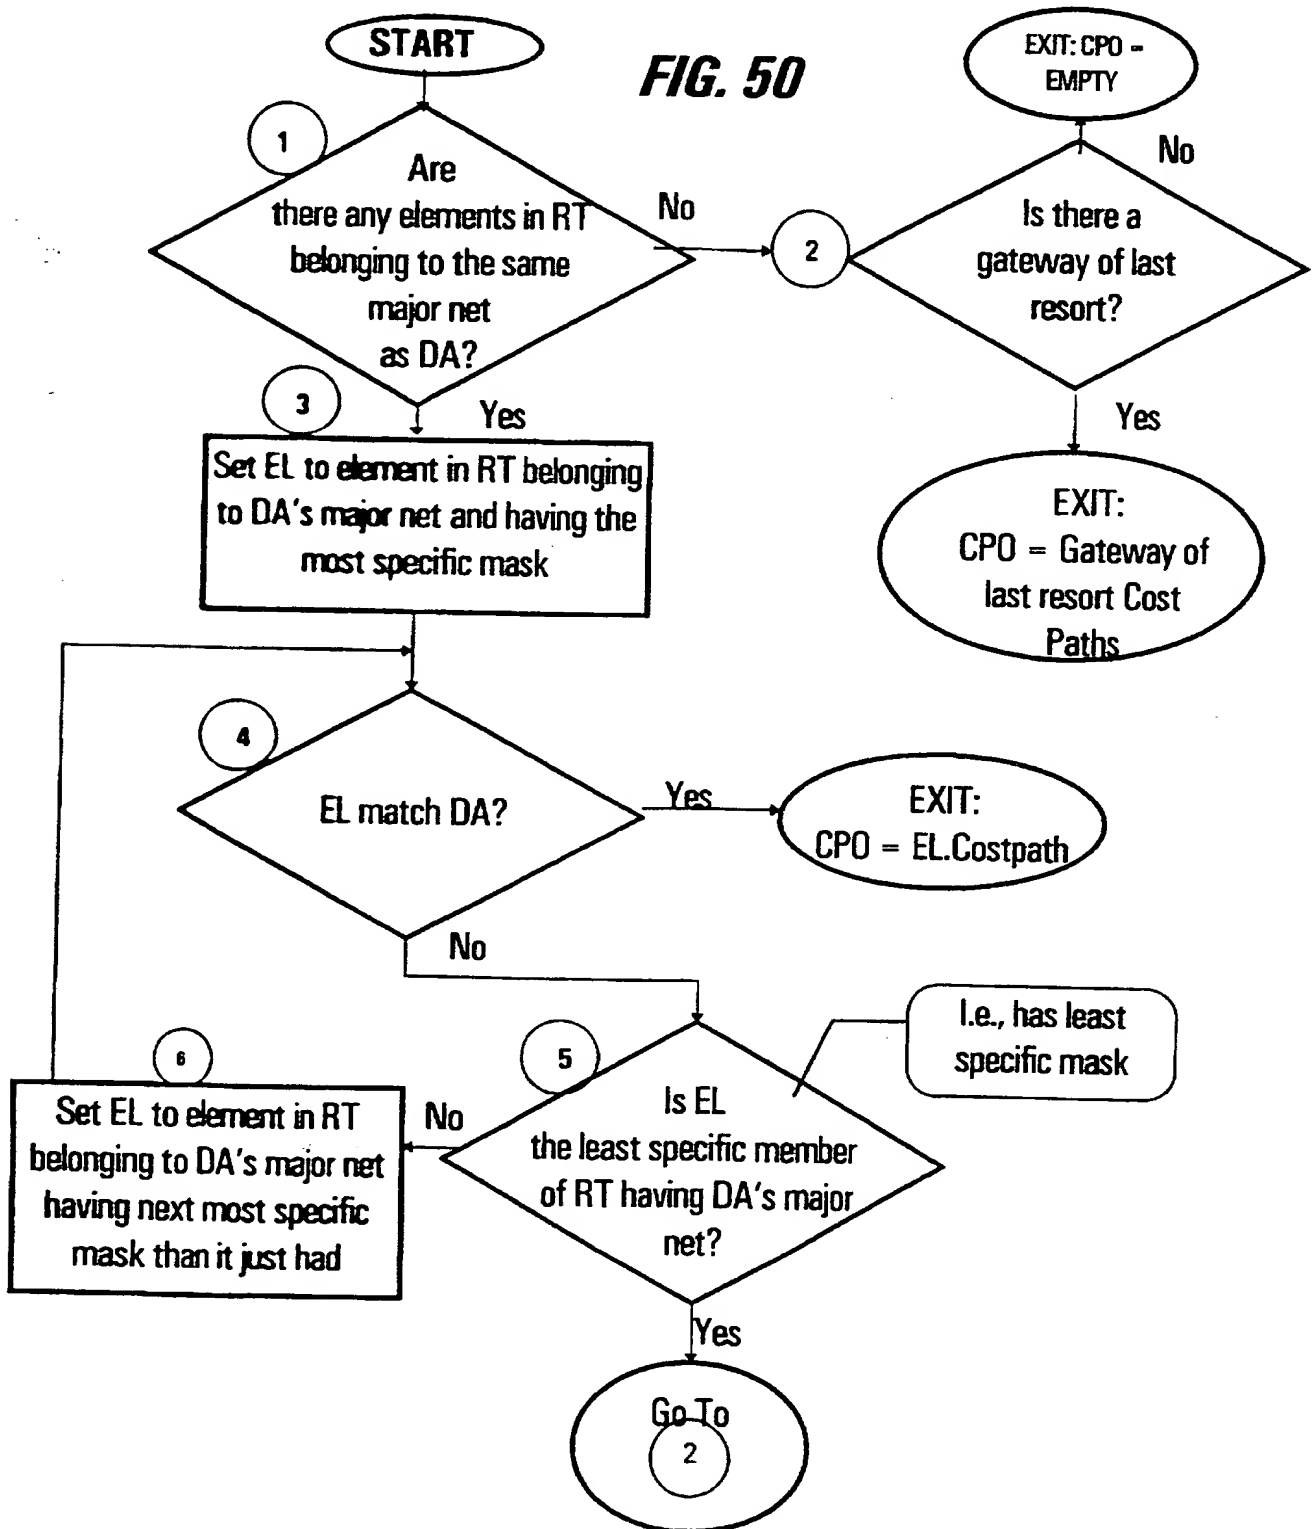 START
FIG. 50
EXIT: CPO -
EMPTY
1
Are
there any elements in RT
belonging to the same
major net
as DA?
No
2
Is there a
gateway of last
resort?
No
Yes
EXIT:
CPO = Gateway of
last resort Cost
Paths
3
Yes
Set EL to element in RT belonging
to DA's major net and having the
most specific mask
4
EL match DA?
Yes
EXIT:
CPO = EL.Costpath
No
I.e., has least
specific mask
5
Is EL
the least specific member
of RT having DA's major
net?
No
6
Set EL to element in RT
belonging to DA's major net
having next most specific
mask than it just had
Yes
Go To
2